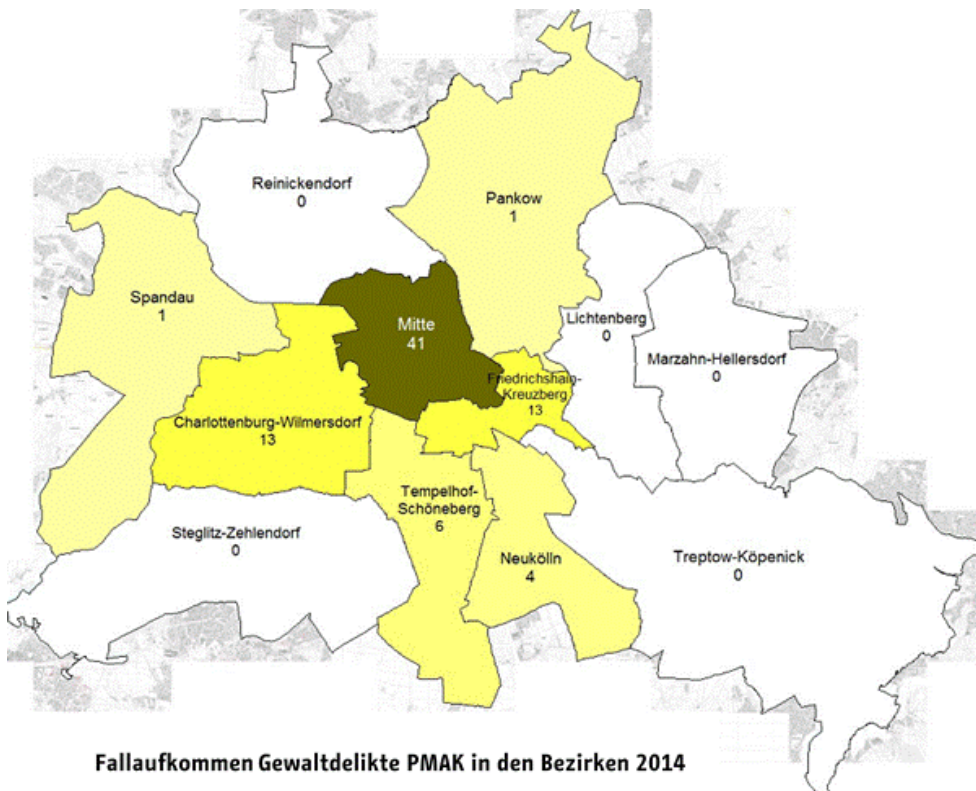 Reinickendorf
0
Pankow
1
Spandau
1
Mitte
41
Lichtenberg
0
Marzahn-Hellersdorf
0
Friedrichshain-
Kreuzberg
13
Charlottenburg-Wilmersdorf
13
Tempelhof-
Schöneberg
6
Steglitz-Zehlendorf
0
Neukölln
4
Treptow-Köpenick
0
Fallaufkommen Gewaltdelikte PMAK in den Bezirken 2014